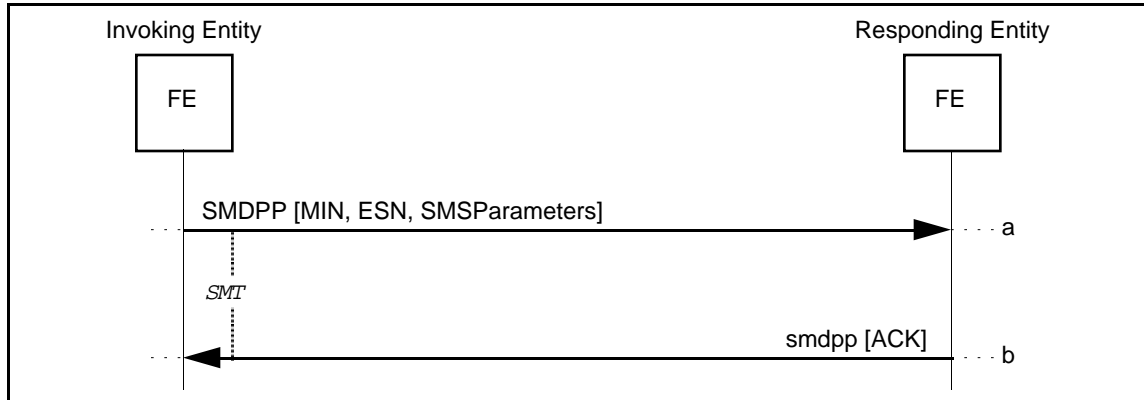 Invoking Entity
Responding Entity
FE
FE
SMDPP [MIN, ESN, SMSParameters]
a
SMT
smdpp [ACK]
b